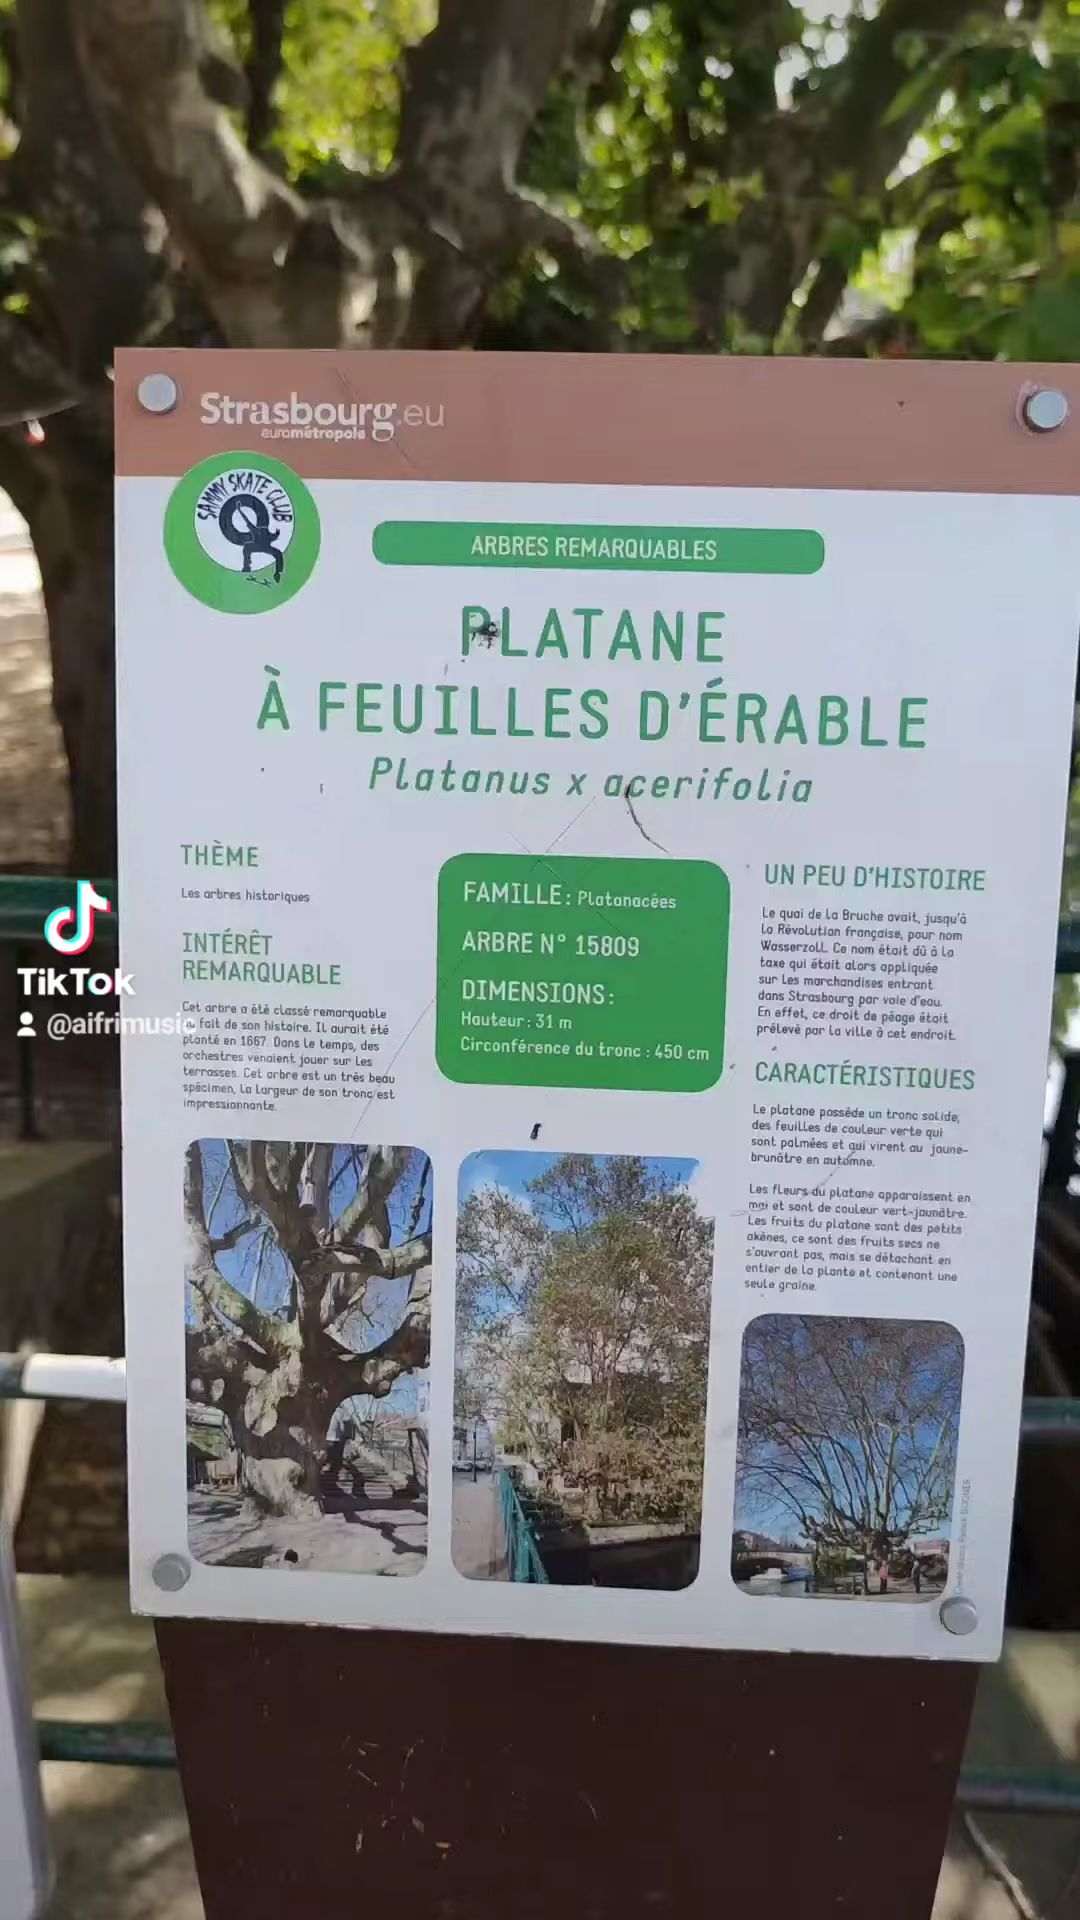 Strasbourg.eu
eurométropole
SAMMY SKATE CLUB
ARBRES REMARQUABLES
PLATANE
À FEUILLES D'ÉRABLE
Platanus x acerifolia
THÈME
Les arbres historiques
INTÉRÊT
REMARQUABLE
Cet arbre a été classé remarquable
fait de son histoire. Il aurait été
planté en 1667. Dans le temps, des
orchestres venaient jouer sur les
terrasses. Cet arbre est un très beau
spécimen, la largeur de son tronc est
impressionnante.
FAMILLE : Platanacées
ARBRE N° 15809
DIMENSIONS :
Hauteur : 31 m
Circonférence du tronc : 450 cm
UN PEU D'HISTOIRE
Le quai de la Bruche avait, jusqu'à
la Révolution française, pour nom
Wasserzoll. Ce nom était dû à la
taxe qui était alors appliquée
sur les marchandises entrant
dans Strasbourg par voie d'eau.
En effet, ce droit de péage était
prélevé par la ville à cet endroit.
CARACTÉRISTIQUES
Le platane possède un tronc solide,
des feuilles de couleur verte qui
sont palmées et qui virent au jaune-
brunâtre en automne.
Les fleurs du platane apparaissent en
mai et sont de couleur vert-jaunâtre.
Les fruits du platane sont des petits
akènes, ce sont des fruits secs ne
s'ouvrant pas, mais se détachant en
entier de la plante et contenant une
seule graine.
TikTok
@aifrimusic